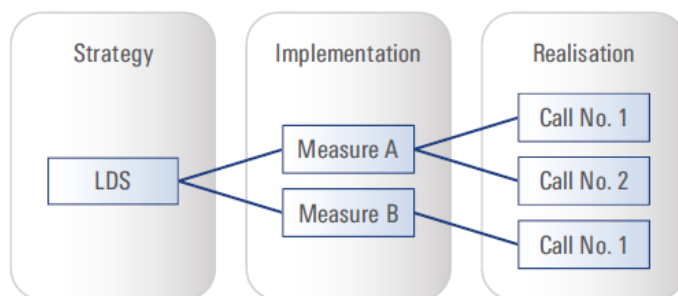 Strategy
Implementation
Realisation
LDS
Measure A
Measure B
Call No. 1
Call No. 2
Call No. 1